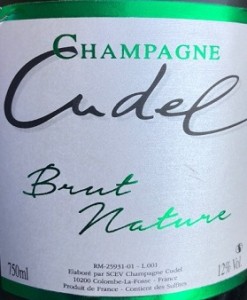 CHAMPAGNE
Cudel
Brut
Nature
RM-25931-01 - L.001
750ml
Elaboré par SCEV Champagne Cudel
12% Vol.
10200 Colombé-La-Fosse - France
Produit de France - Contient des Sulfites